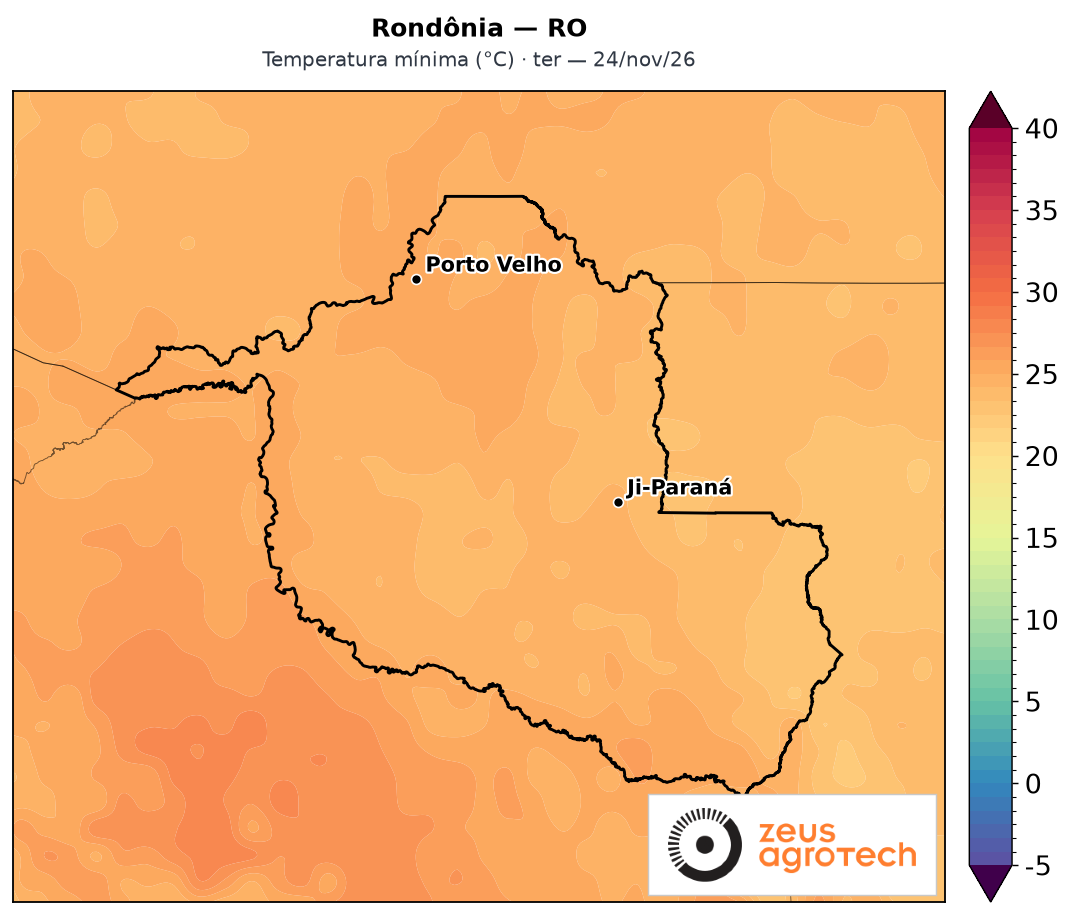 Rondônia — RO
Temperatura mínima (°C) · ter — 24/nov/26
Porto Velho
Ji-Paraná
40
35
30
25
20
15
10
5
0
-5
zeus
agrotech